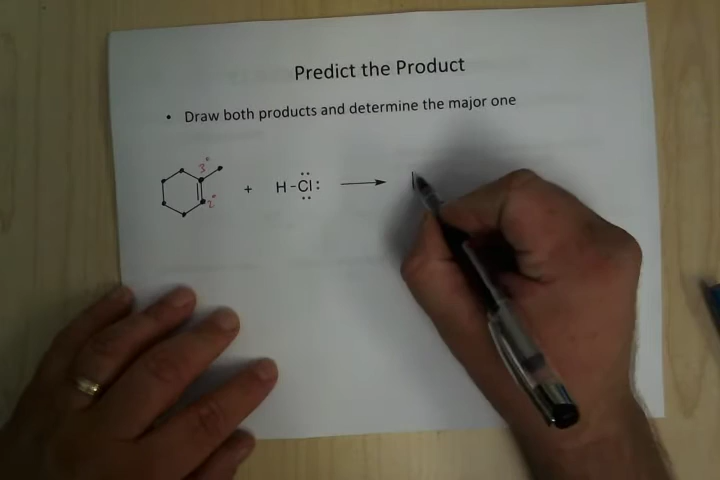 Predict the Product
• Draw both products and determine the major one
3°
2°
+ H-Cl: